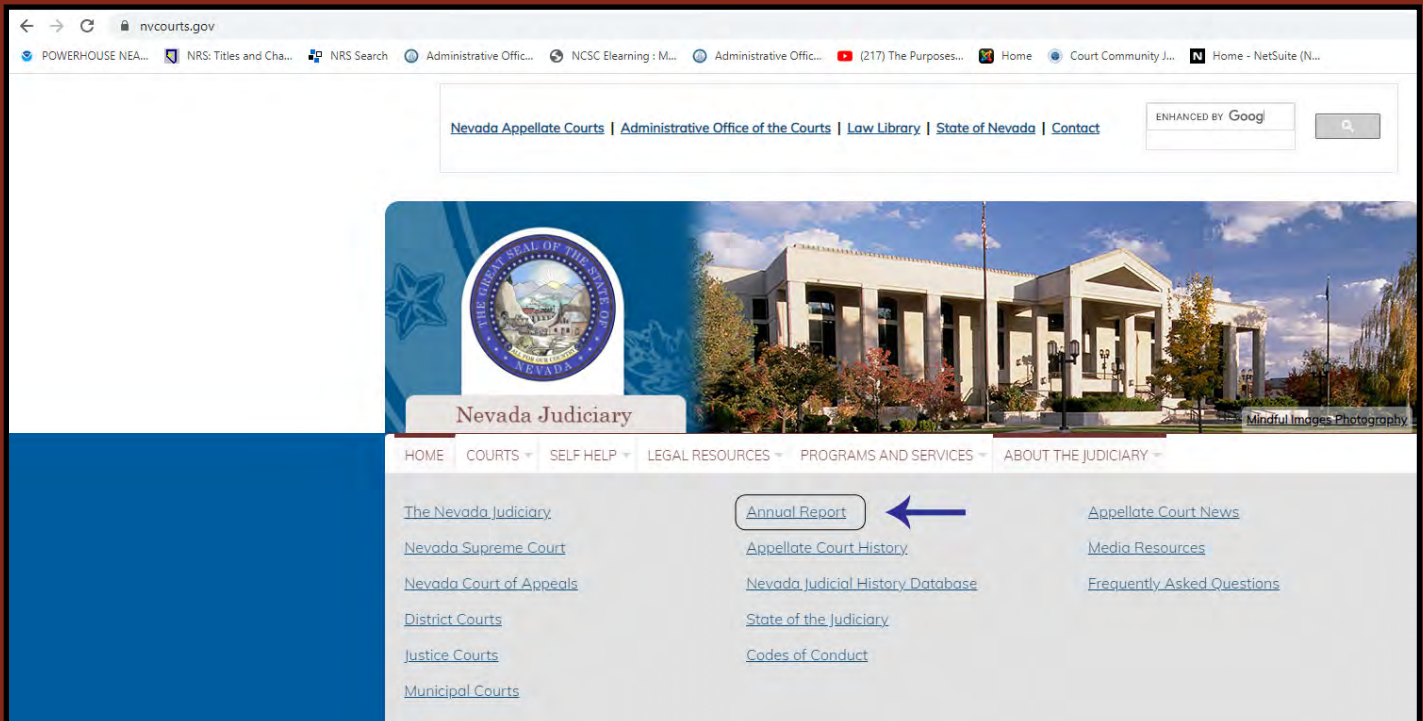 nvcourts.gov
POWERHOUSE NEA... NRS: Titles and Cha... NRS Search Administrative Offic... NCSC Elearning : M... Administrative Offic... (217) The Purposes... Home Court Community J... N Home - NetSuite (N...
Nevada Appellate Courts | Administrative Office of the Courts | Law Library | State of Nevada | Contact
ENHANCED BY Googl
THE GREAT SEAL OF THE STATE OF NEVADA
ALL FOR OUR COUNTRY
Nevada Judiciary
Mindful Images Photography
HOME COURTS SELF HELP LEGAL RESOURCES PROGRAMS AND SERVICES ABOUT THE JUDICIARY
The Nevada Judiciary Annual Report Appellate Court News
Nevada Supreme Court Appellate Court History Media Resources
Nevada Court of Appeals Nevada Judicial History Database Frequently Asked Questions
District Courts State of the Judiciary
Justice Courts Codes of Conduct
Municipal Courts